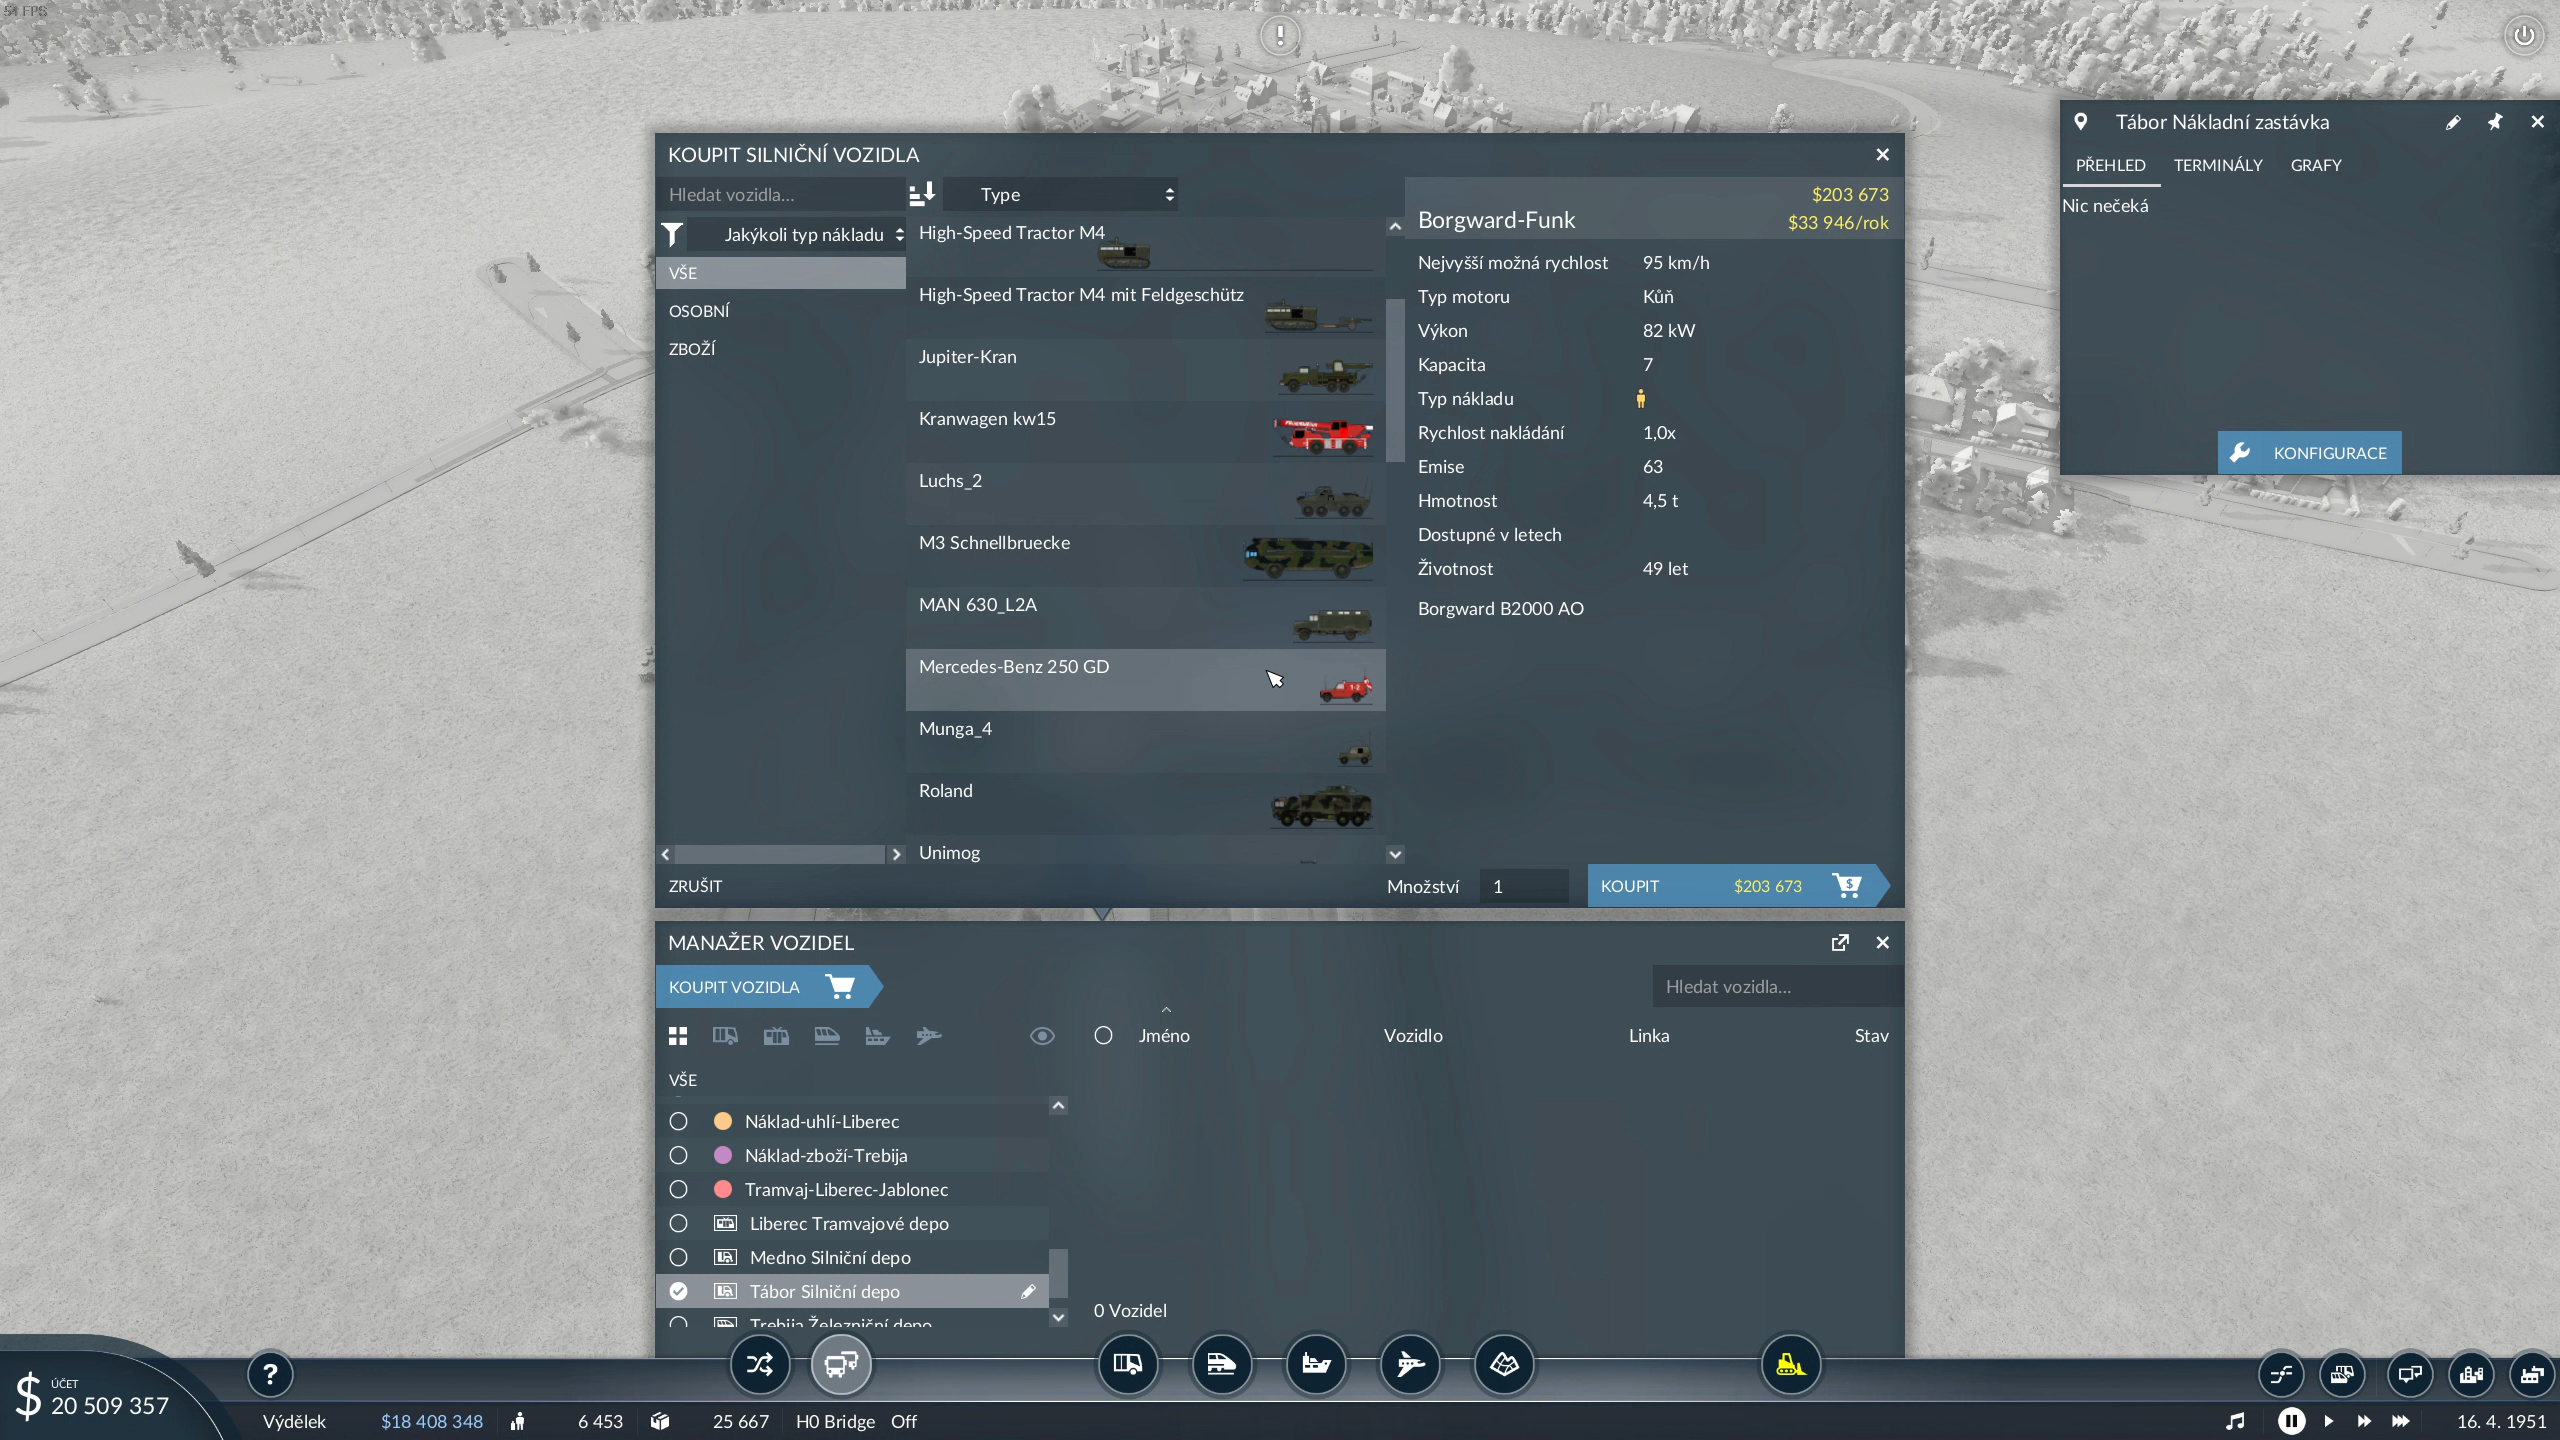 51 FPS
Tábor Nákladní zastávka
PŘEHLED TERMINÁLY GRAFY
Nic nečeká
KONFIGURACE
KOUPIT SILNIČNÍ VOZIDLA
Hledat vozidla...
Type
Jakýkoli typ nákladu
VŠE
OSOBNÍ
ZBOŽÍ
High-Speed Tractor M4
High-Speed Tractor M4 mit Feldgeschütz
Jupiter-Kran
Kranwagen kw15
Luchs_2
M3 Schnellbruecke
MAN 630_L2A
Mercedes-Benz 250 GD
Munga_4
Roland
Unimog
$203 673
Borgward-Funk
$33 946/rok
Nejvyšší možná rychlost 95 km/h
Typ motoru Kůň
Výkon 82 kW
Kapacita 7
Typ nákladu
Rychlost nakládání 1,0x
Emise 63
Hmotnost 4,5 t
Dostupné v letech
Životnost 49 let
Borgward B2000 AO
ZRUŠIT
Množství 1
KOUPIT $203 673
MANAŽER VOZIDEL
KOUPIT VOZIDLA
Hledat vozidla...
Jméno Vozidlo Linka Stav
VŠE
Náklad-uhlí-Liberec
Náklad-zboží-Trebija
Tramvaj-Liberec-Jablonec
Liberec Tramvajové depo
Medno Silniční depo
Tábor Silniční depo
Trebija Železniční depo
0 Vozidel
$ ÚČET
20 509 357
?
Výdělek $18 408 348 6 453 25 667 H0 Bridge Off
16. 4. 1951